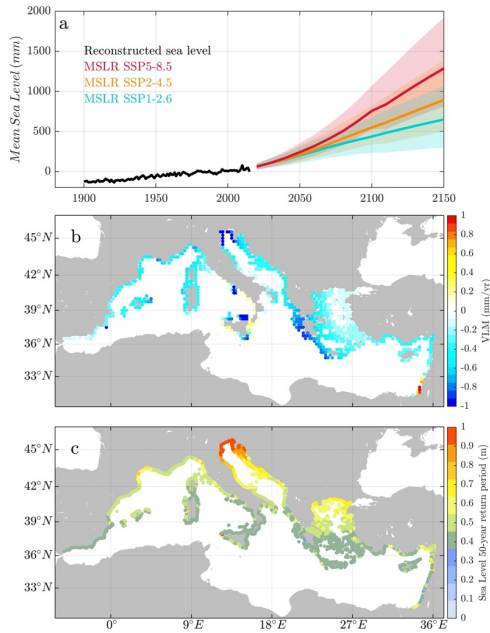 a
Reconstructed sea level
MSLR SSP5-8.5
MSLR SSP2-4.5
MSLR SSP1-2.6
Mean Sea Level (mm)
2000
1500
1000
500
0
1900
1950
2000
2050
2100
2150
b
45°N
42°N
39°N
36°N
33°N
1
0.8
0.6
0.4
0.2
0
-0.2
-0.4
-0.6
-0.8
-1
VLM (mm/yr)
c
45°N
42°N
39°N
36°N
33°N
0°
9°E
18°E
27°E
36°E
1
0.9
0.8
0.7
0.6
0.5
0.4
0.3
0.2
0.1
0
Sea Level 50-year return period (m)